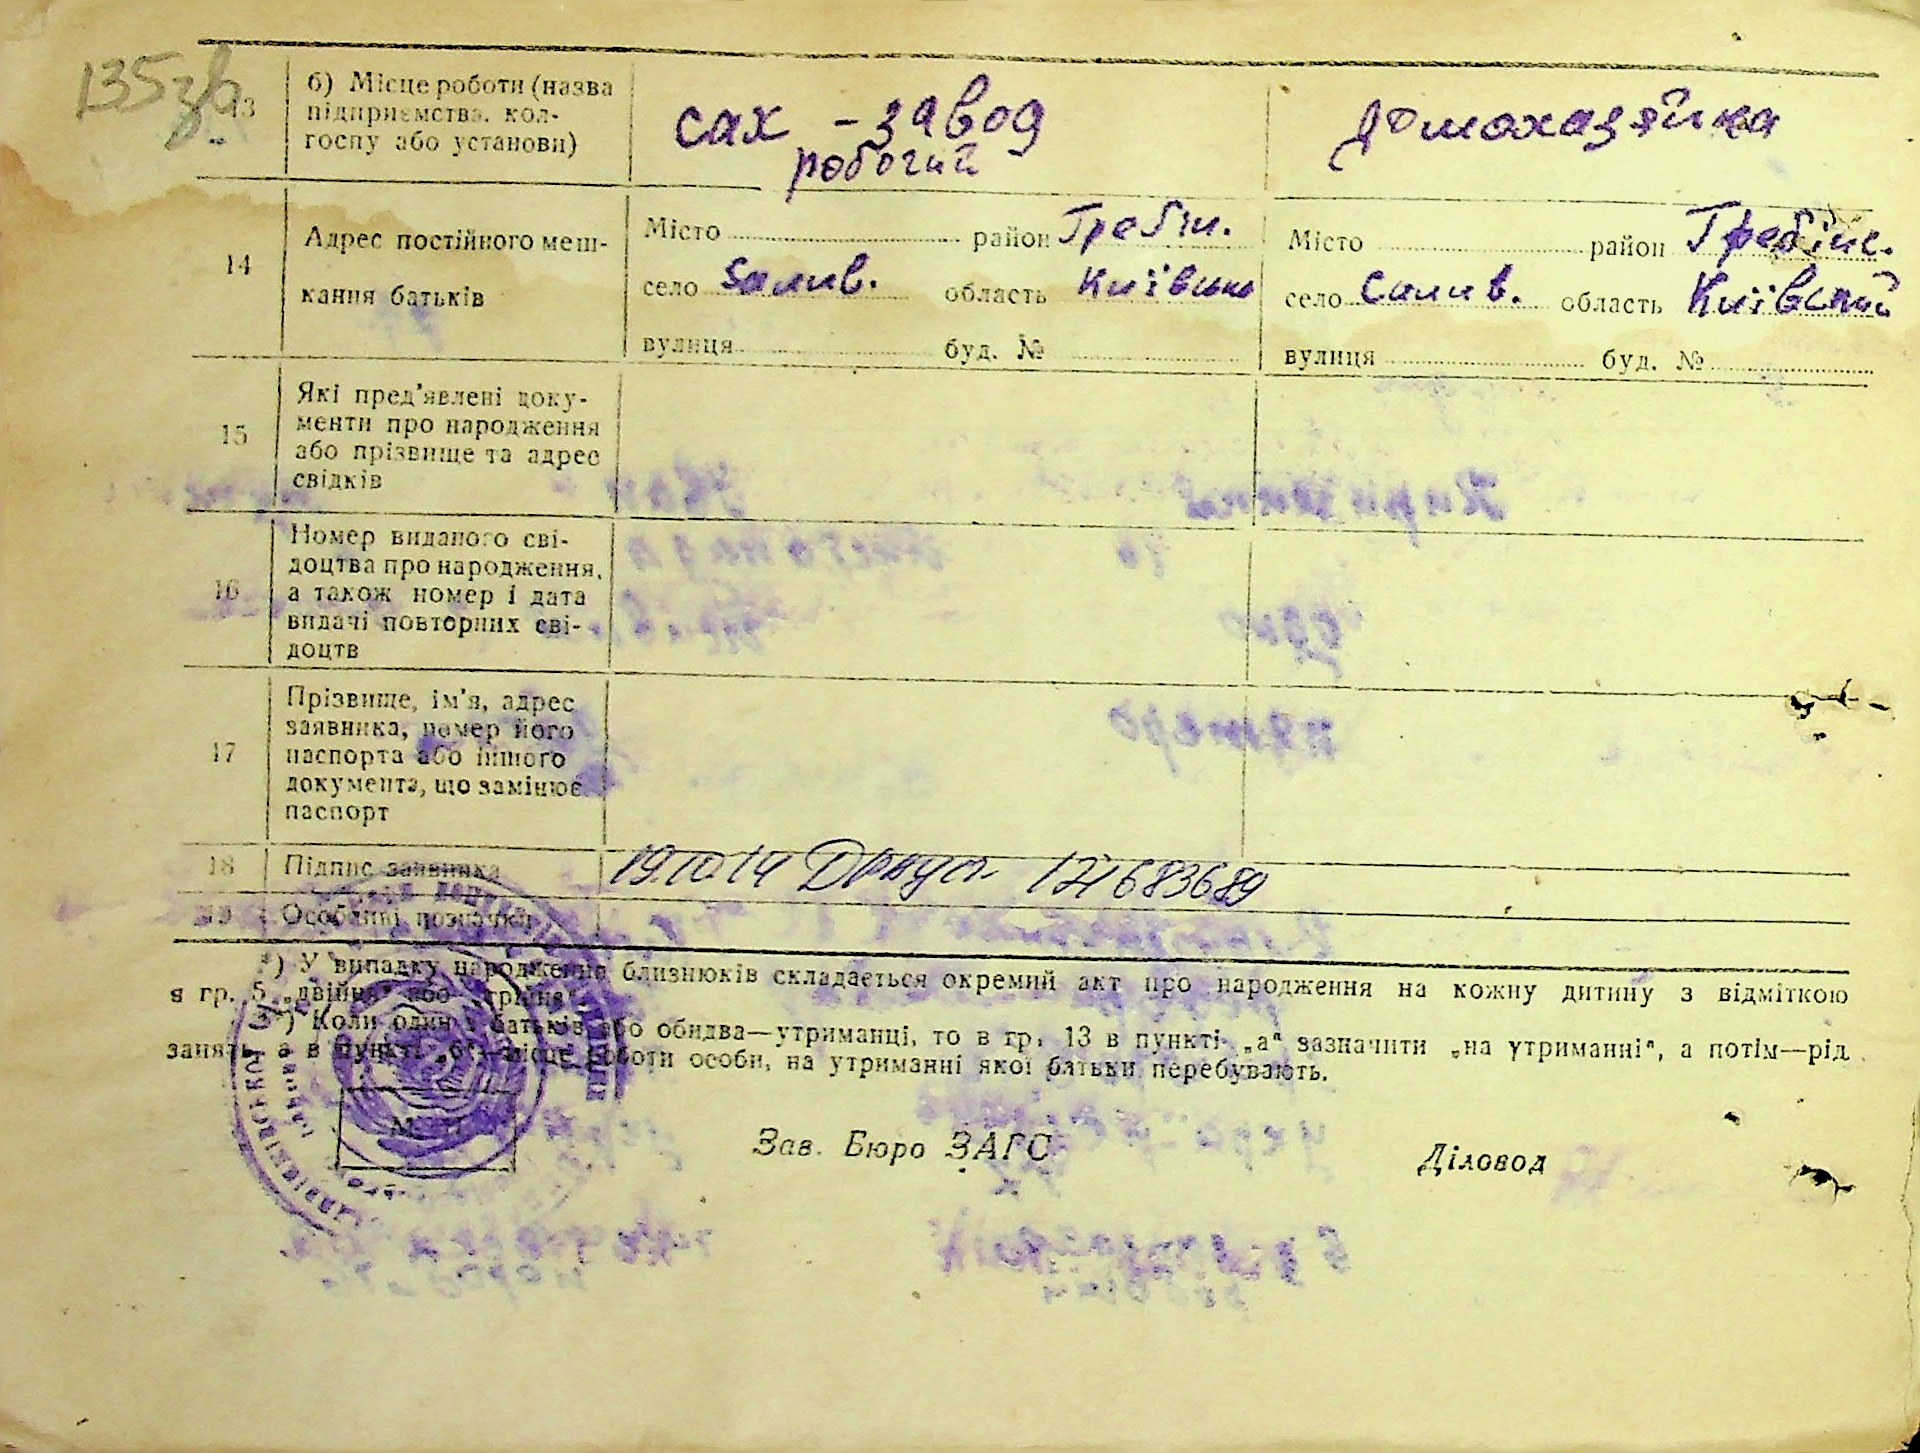 135зв
13
б) Місце роботи (назва
підприємства, кол-
госпу або установи)
сах - завод
робочий
домохазяйка
14
Адрес постійного меш-
кання батьків
Місто район Гребін.
село Салив. область Київськ
вулиця буд. №
Місто район Гребінс.
село Салив. область Київский
вулиця буд. №
15
Які пред'явлені доку-
менти про народження
або прізвище та адрес
свідків
16
Номер виданого сві-
доцтва про народження,
а також номер і дата
видачі повторних сві-
доцтв
17
Прізвище, ім'я, адрес
заявника, номер його
паспорта або іншого
документа, що замінює
паспорт
18
Підпис заявника
19.10.14 121683689
19
Особливі позначки
*) У випадку народження близнюків складається окремий акт про народження на кожну дитину з відміткою
в гр. 5 „двійня" або „трійня".
**) Коли один з батьків або обидва—утриманці, то в гр. 13 в пункті „а" зазначити „на утриманні", а потім—рід
занять, а в пункті „б"—місце роботи особи, на утриманні якої батьки перебувають.
М. П.
Зав. Бюро ЗАГС
Діловод